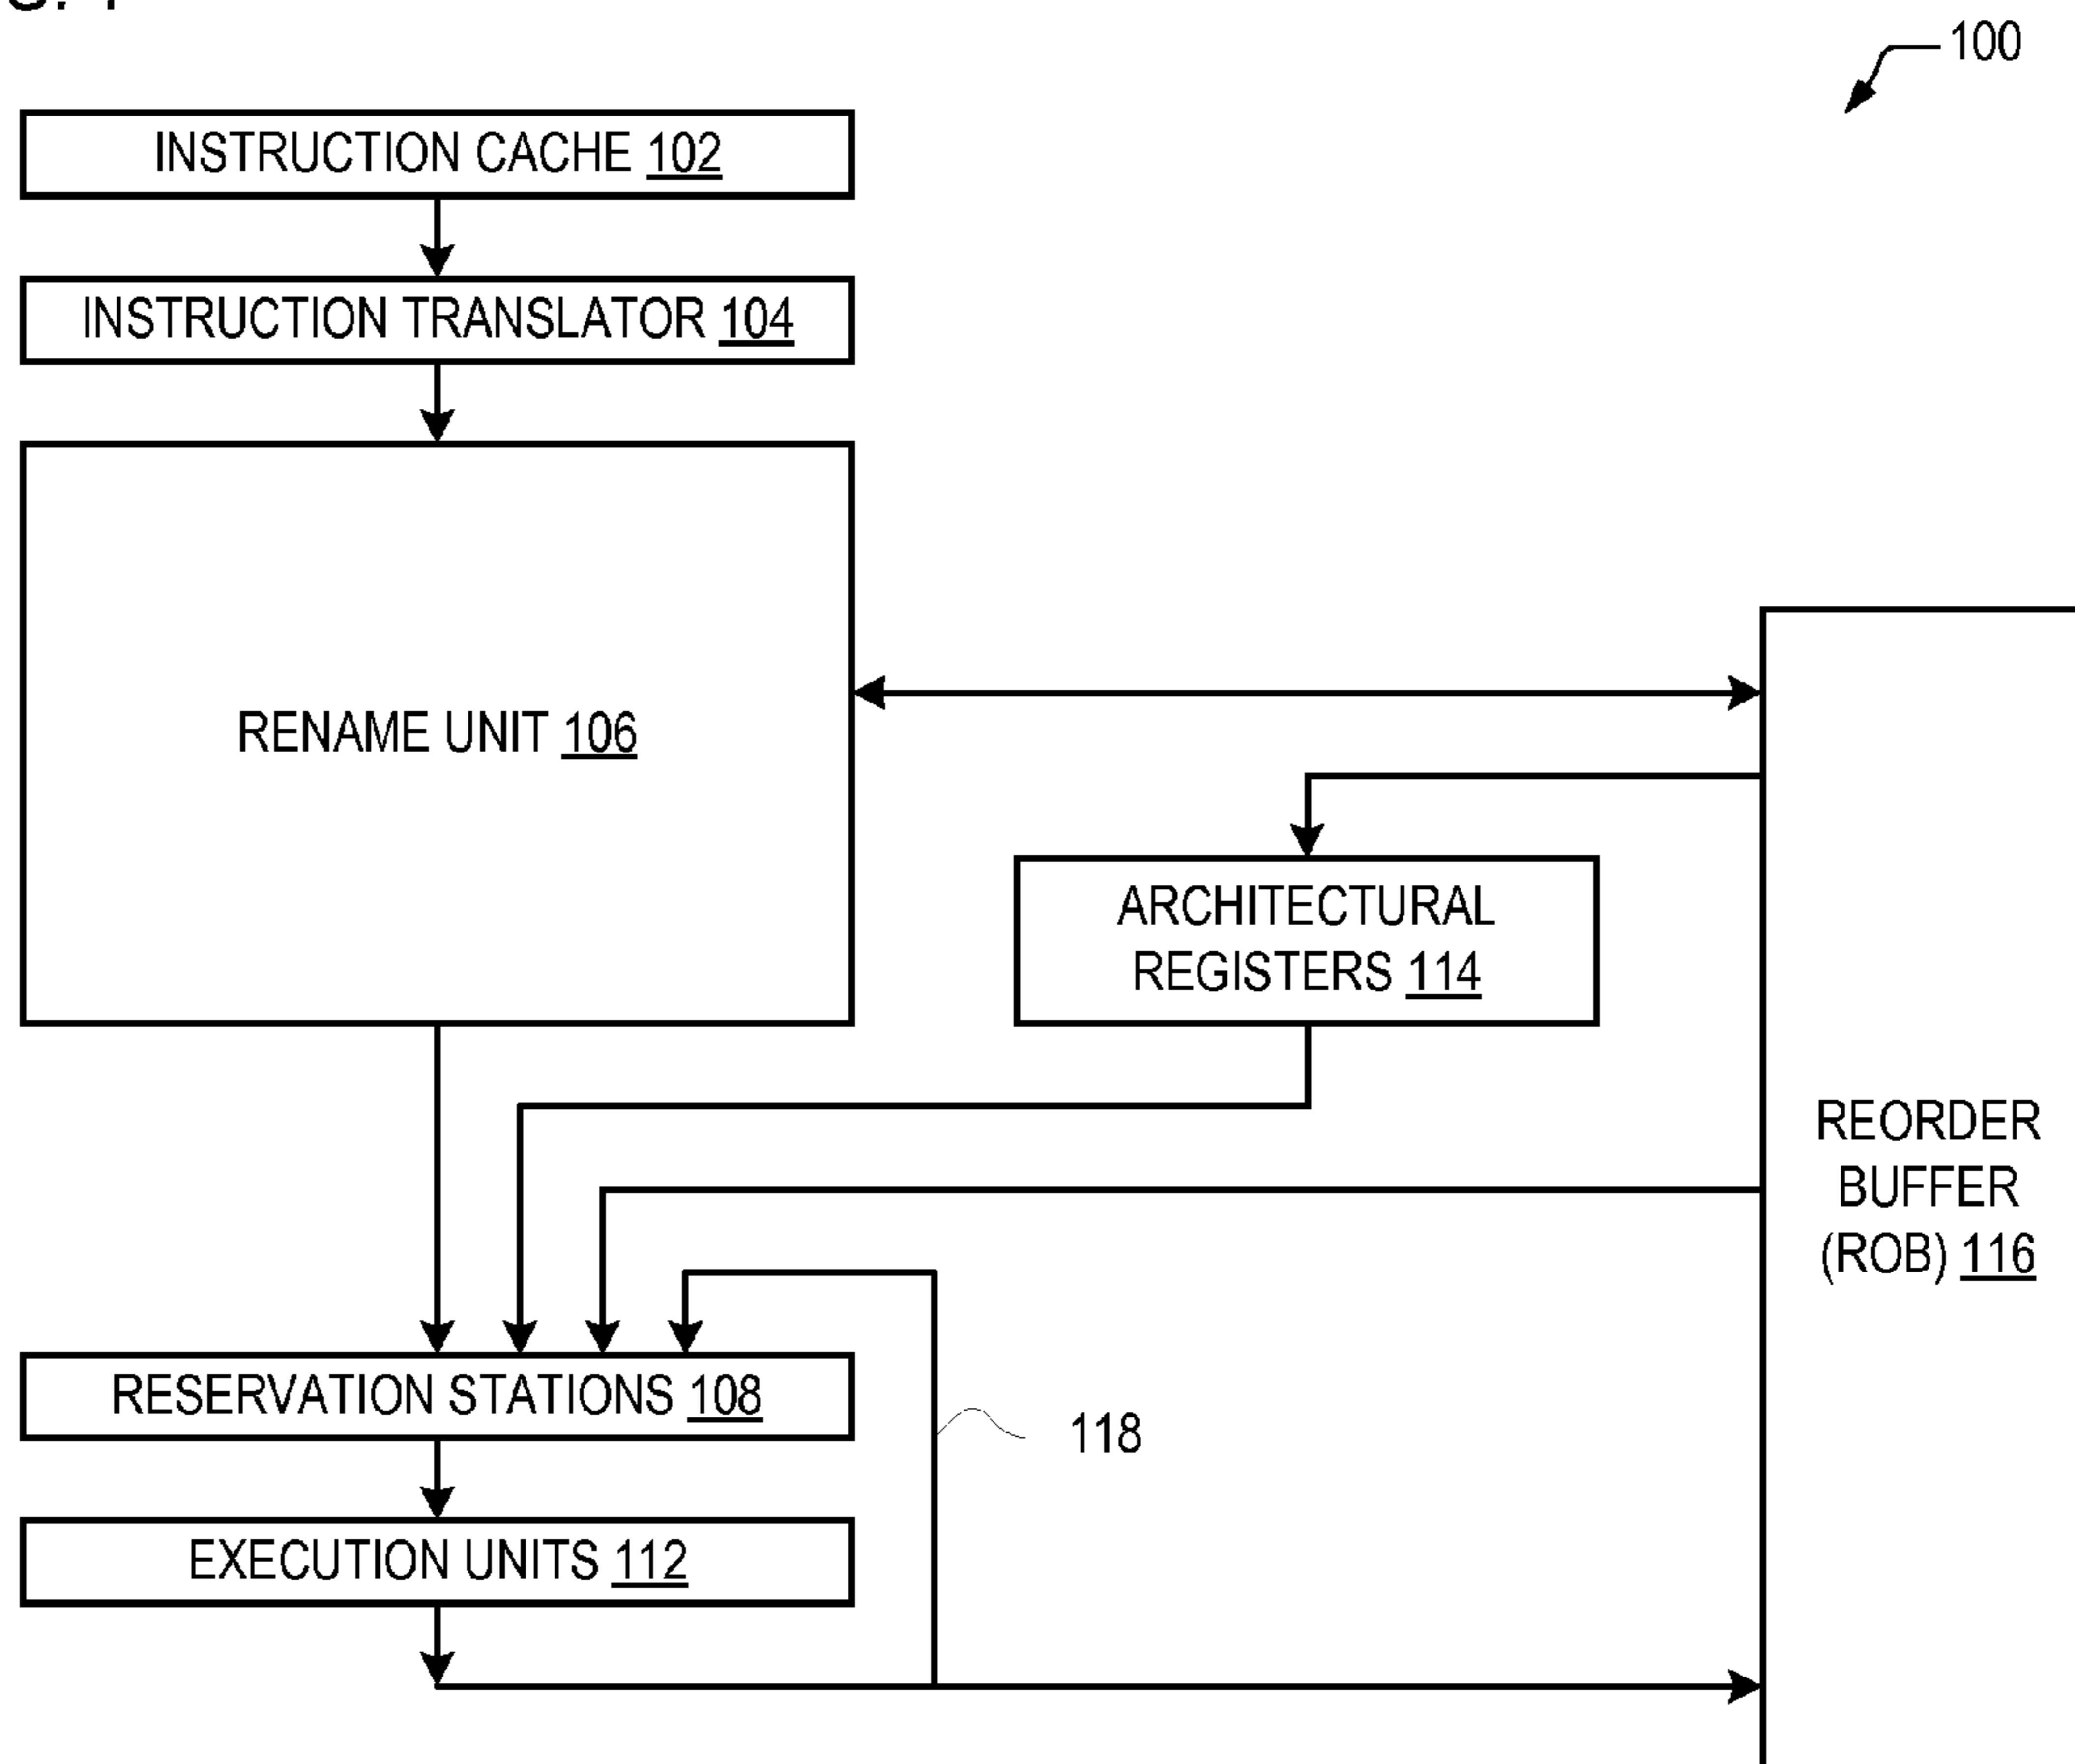 100
INSTRUCTION CACHE 102
INSTRUCTION TRANSLATOR 104
RENAME UNIT 106
ARCHITECTURAL
REGISTERS 114
REORDER
BUFFER
(ROB) 116
RESERVATION STATIONS 108
118
EXECUTION UNITS 112